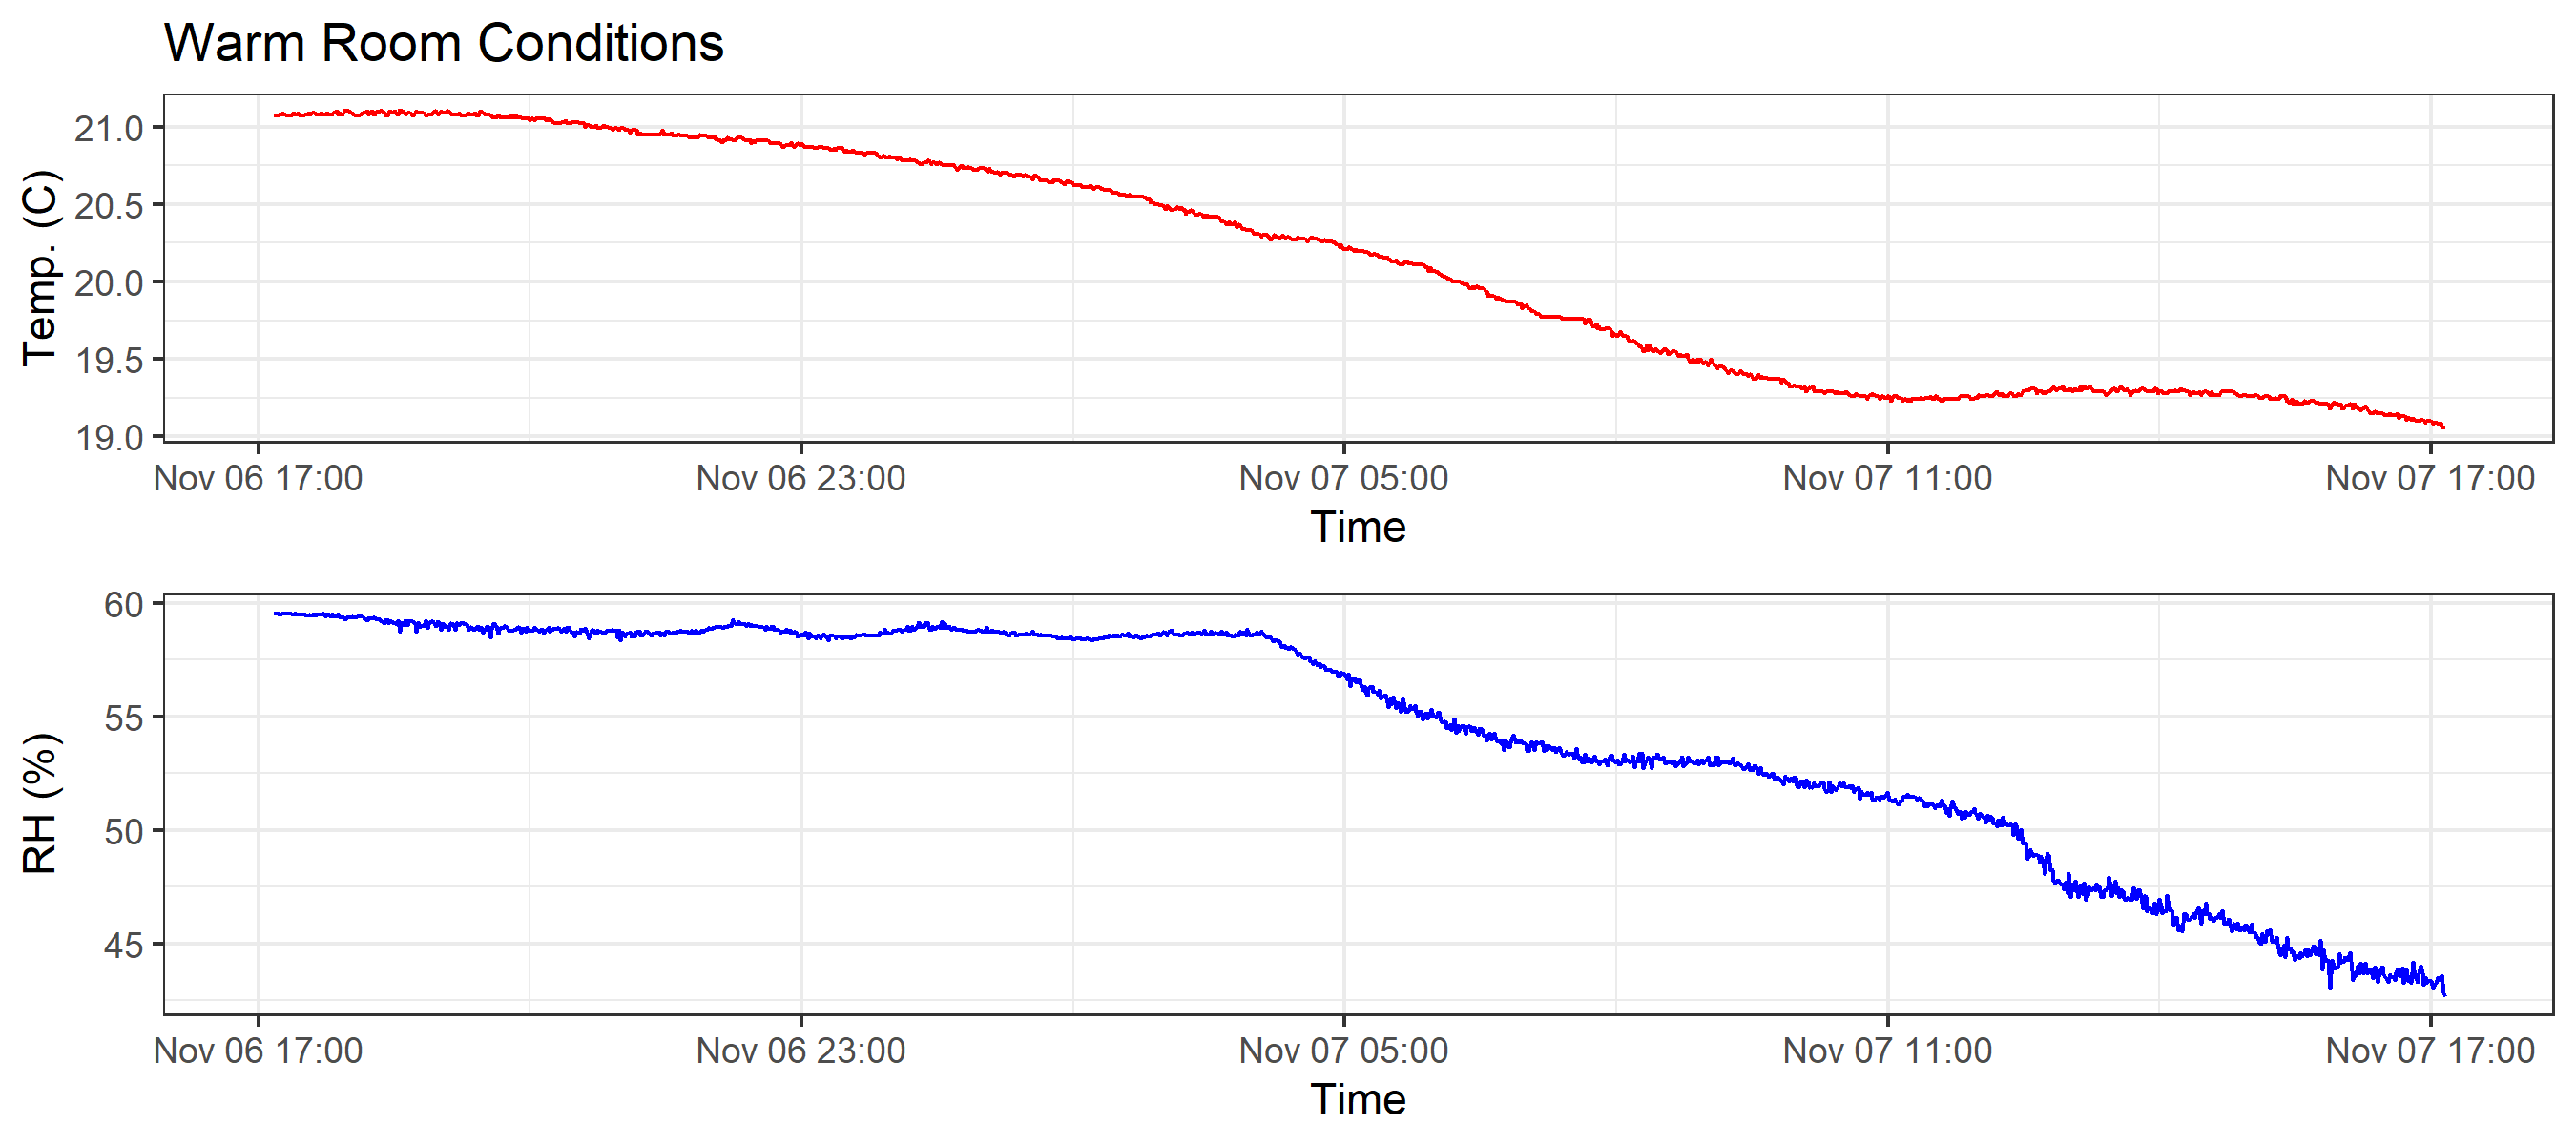 Warm Room Conditions
Temp. (C)
21.0
20.5
20.0
19.5
19.0
Nov 06 17:00 Nov 06 23:00 Nov 07 05:00 Nov 07 11:00 Nov 07 17:00
Time
RH (%)
60
55
50
45
Nov 06 17:00 Nov 06 23:00 Nov 07 05:00 Nov 07 11:00 Nov 07 17:00
Time